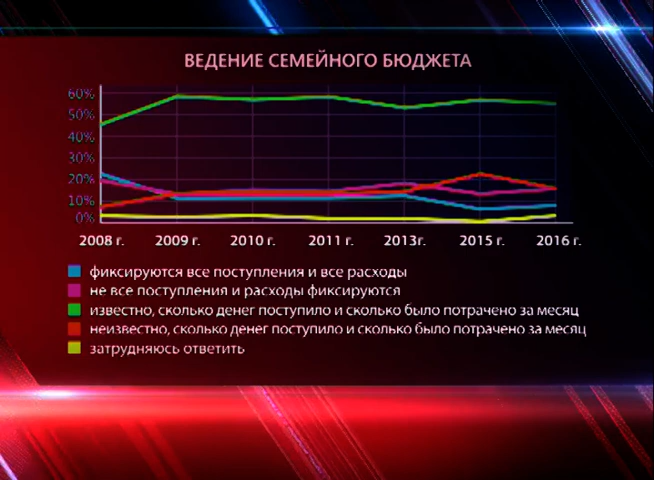 ВЕДЕНИЕ СЕМЕЙНОГО БЮДЖЕТА
60%
50%
40%
30%
20%
10%
0%
2008 г. 2009 г. 2010 г. 2011 г. 2013г. 2015 г. 2016 г.
фиксируются все поступления и все расходы
не все поступления и расходы фиксируются
известно, сколько денег поступило и сколько было потрачено за месяц
неизвестно, сколько денег поступило и сколько было потрачено за месяц
затрудняюсь ответить